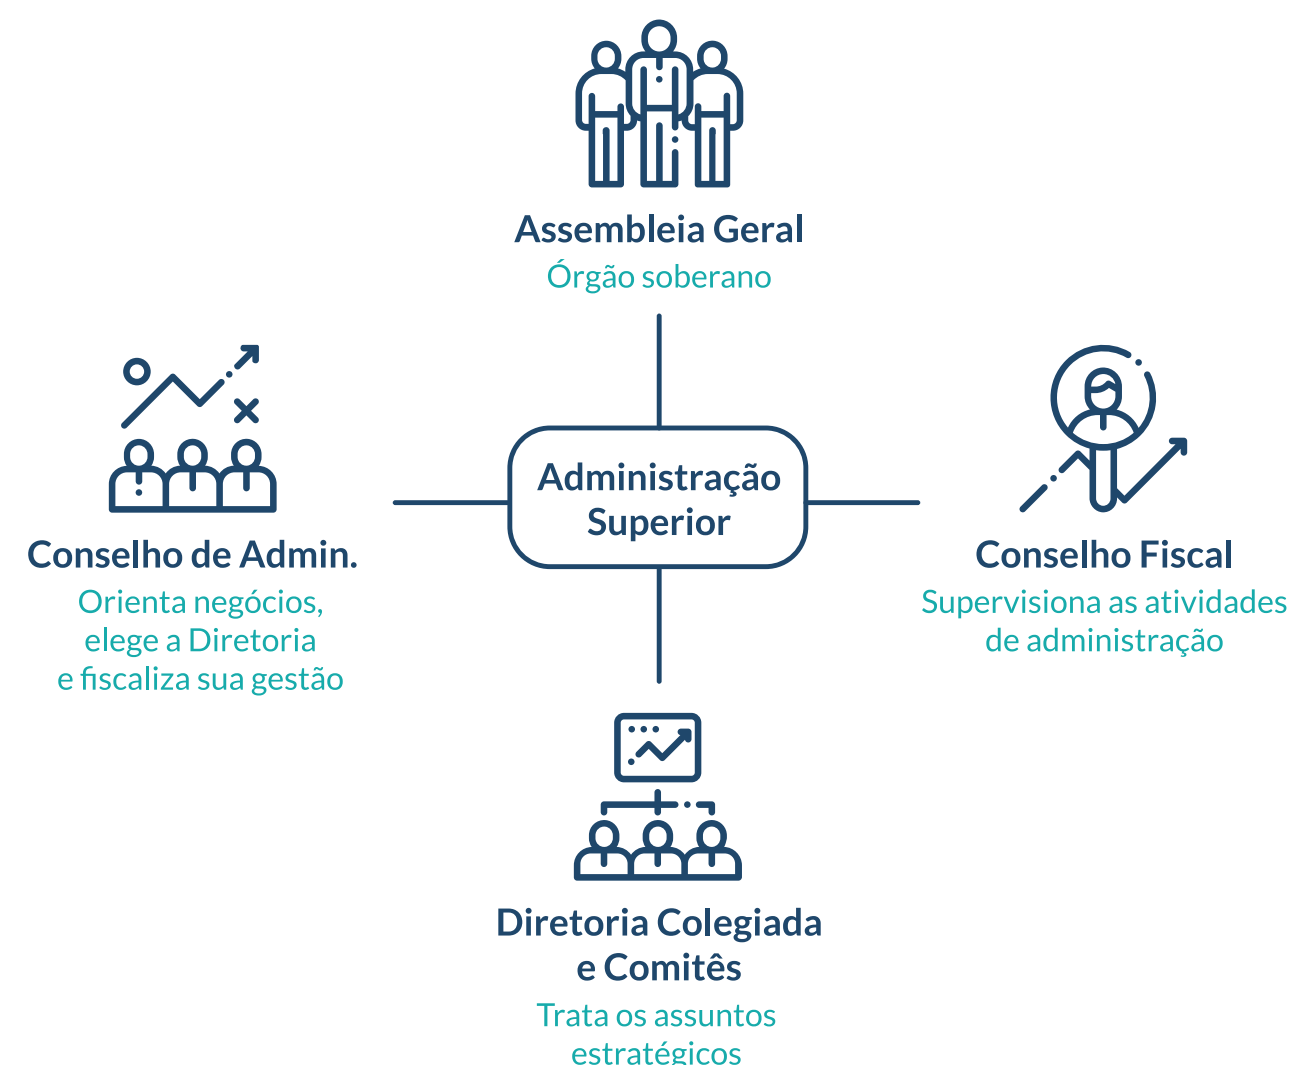 Assembleia Geral
Órgão soberano
Administração
Superior
Conselho de Admin.
Orienta negócios,
elege a Diretoria
e fiscaliza sua gestão
Conselho Fiscal
Supervisiona as atividades
de administração
Diretoria Colegiada
e Comitês
Trata os assuntos
estratégicos